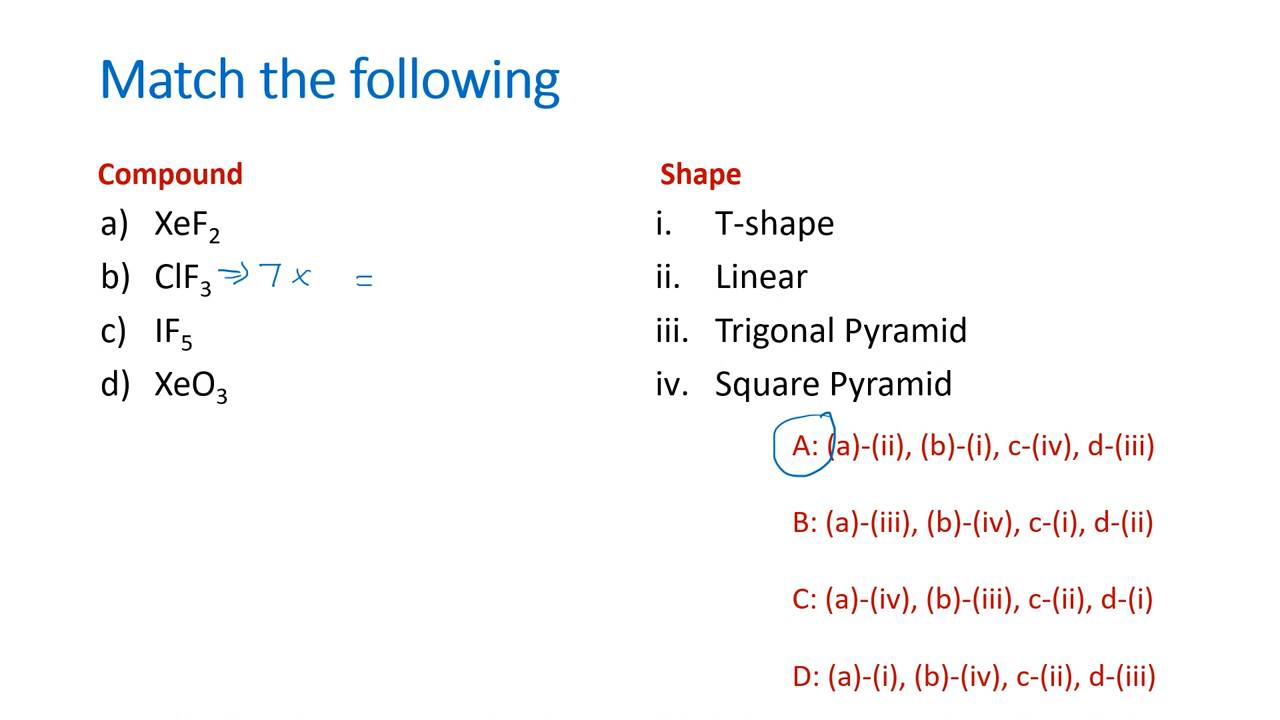 Match the following
Compound
Shape
a) XeF2
i. T-shape
b) ClF3 ⇒ 7 x =
ii. Linear
c) IF5
iii. Trigonal Pyramid
d) XeO3
iv. Square Pyramid
A: (a)-(ii), (b)-(i), c-(iv), d-(iii)
B: (a)-(iii), (b)-(iv), c-(i), d-(ii)
C: (a)-(iv), (b)-(iii), c-(ii), d-(i)
D: (a)-(i), (b)-(iv), c-(ii), d-(iii)